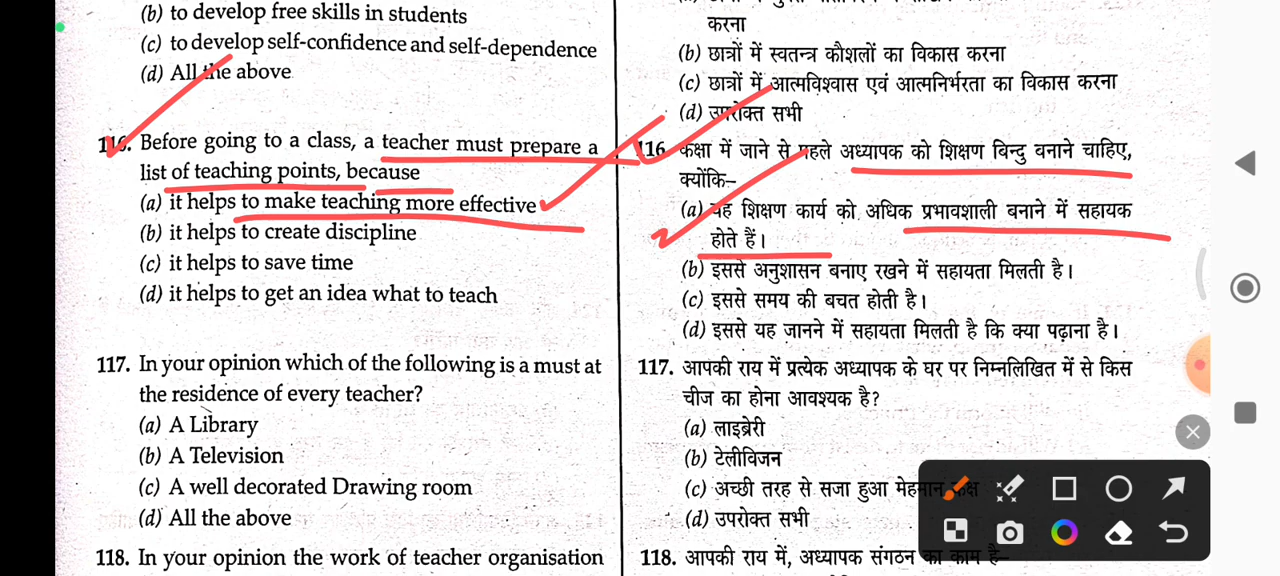 (b) to develop free skills in students
(c) to develop self-confidence and self-dependence
(d) All the above
116. Before going to a class, a teacher must prepare a
list of teaching points, because
(a) it helps to make teaching more effective
(b) it helps to create discipline
(c) it helps to save time
(d) it helps to get an idea what to teach
117. In your opinion which of the following is a must at
the residence of every teacher?
(a) A Library
(b) A Television
(c) A well decorated Drawing room
(d) All the above
118. In your opinion the work of teacher organisation
करना
(b) छात्रों में स्वतन्त्र कौशलों का विकास करना
(c) छात्रों में आत्मविश्वास एवं आत्मनिर्भरता का विकास करना
(d) उपरोक्त सभी
116. कक्षा में जाने से पहले अध्यापक को शिक्षण बिन्दु बनाने चाहिए,
क्योंकि–
(a) यह शिक्षण कार्य को अधिक प्रभावशाली बनाने में सहायक
होते हैं।
(b) इससे अनुशासन बनाए रखने में सहायता मिलती है।
(c) इससे समय की बचत होती है।
(d) इससे यह जानने में सहायता मिलती है कि क्या पढ़ाना है।
117. आपकी राय में प्रत्येक अध्यापक के घर पर निम्नलिखित में से किस
चीज का होना आवश्यक है?
(a) लाइब्रेरी
(b) टेलीविजन
(c) अच्छी तरह से सजा हुआ मेहमान कक्ष
(d) उपरोक्त सभी
118. आपकी राय में, अध्यापक संगठन का काम है–